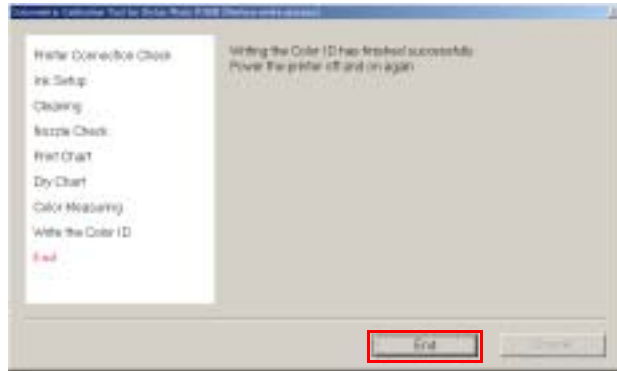 Printer Connection Check
Ink Setup
Cleaning
Nozzle Check
Print Chart
Dry Chart
Color Measuring
Write the Color ID
End
Writing the Color ID has finished successfully.
Power the printer off and on again
End